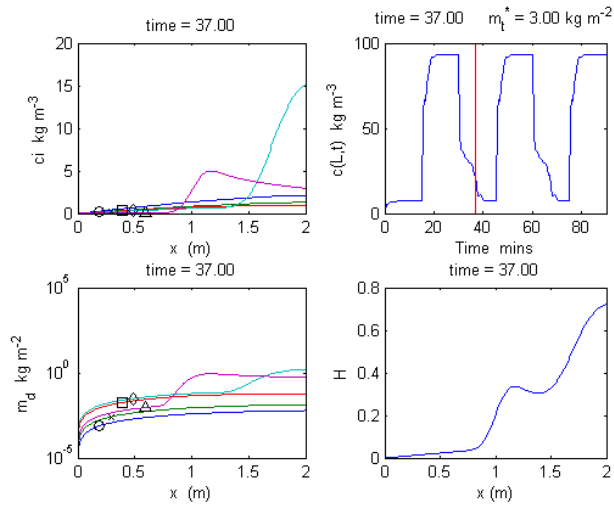 time = 37.00
20
15
10
5
0
ci kg m-3
0 0.5 1 1.5 2
x (m)
time = 37.00 mt* = 3.00 kg m-2
100
50
0
c(L,t) kg m-3
0 20 40 60 80
Time mins
time = 37.00
10^5
10^0
10^-5
md kg m-2
0 0.5 1 1.5 2
x (m)
time = 37.00
0.8
0.6
0.4
0.2
0
H
0 0.5 1 1.5 2
x (m)